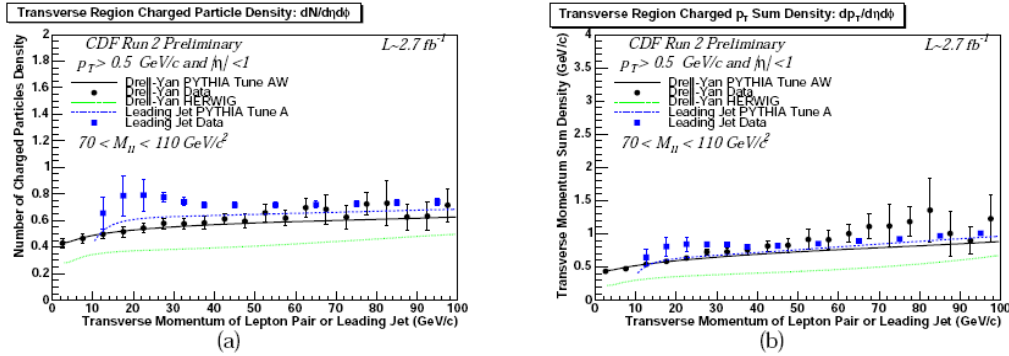 Transverse Region Charged Particle Density: dN/dηdϕ
CDF Run 2 Preliminary
L~2.7 fb⁻¹
p_T > 0.5 GeV/c and |η| <1
Drell-Yan PYTHIA Tune AW
Drell-Yan Data
Drell-Yan HERWIG
Leading Jet PYTHIA Tune A
Leading Jet Data
70 < M_ll < 110 GeV/c²
Number of Charged Particles Density
2
1.8
1.6
1.4
1.2
1
0.8
0.6
0.4
0.2
0
0 10 20 30 40 50 60 70 80 90 100
Transverse Momentum of Lepton Pair or Leading Jet (GeV/c)
(a)
Transverse Region Charged p_T Sum Density: dp_T/dηdϕ
CDF Run 2 Preliminary
L~2.7 fb⁻¹
p_T > 0.5 GeV/c and |η| <1
Drell-Yan PYTHIA Tune AW
Drell-Yan Data
Drell-Yan HERWIG
Leading Jet PYTHIA Tune A
Leading Jet Data
70 < M_ll < 110 GeV/c²
Transverse Momentum Sum Density (GeV/c)
4
3.5
3
2.5
2
1.5
1
0.5
0
0 10 20 30 40 50 60 70 80 90 100
Transverse Momentum of Lepton Pair or Leading Jet (GeV/c)
(b)